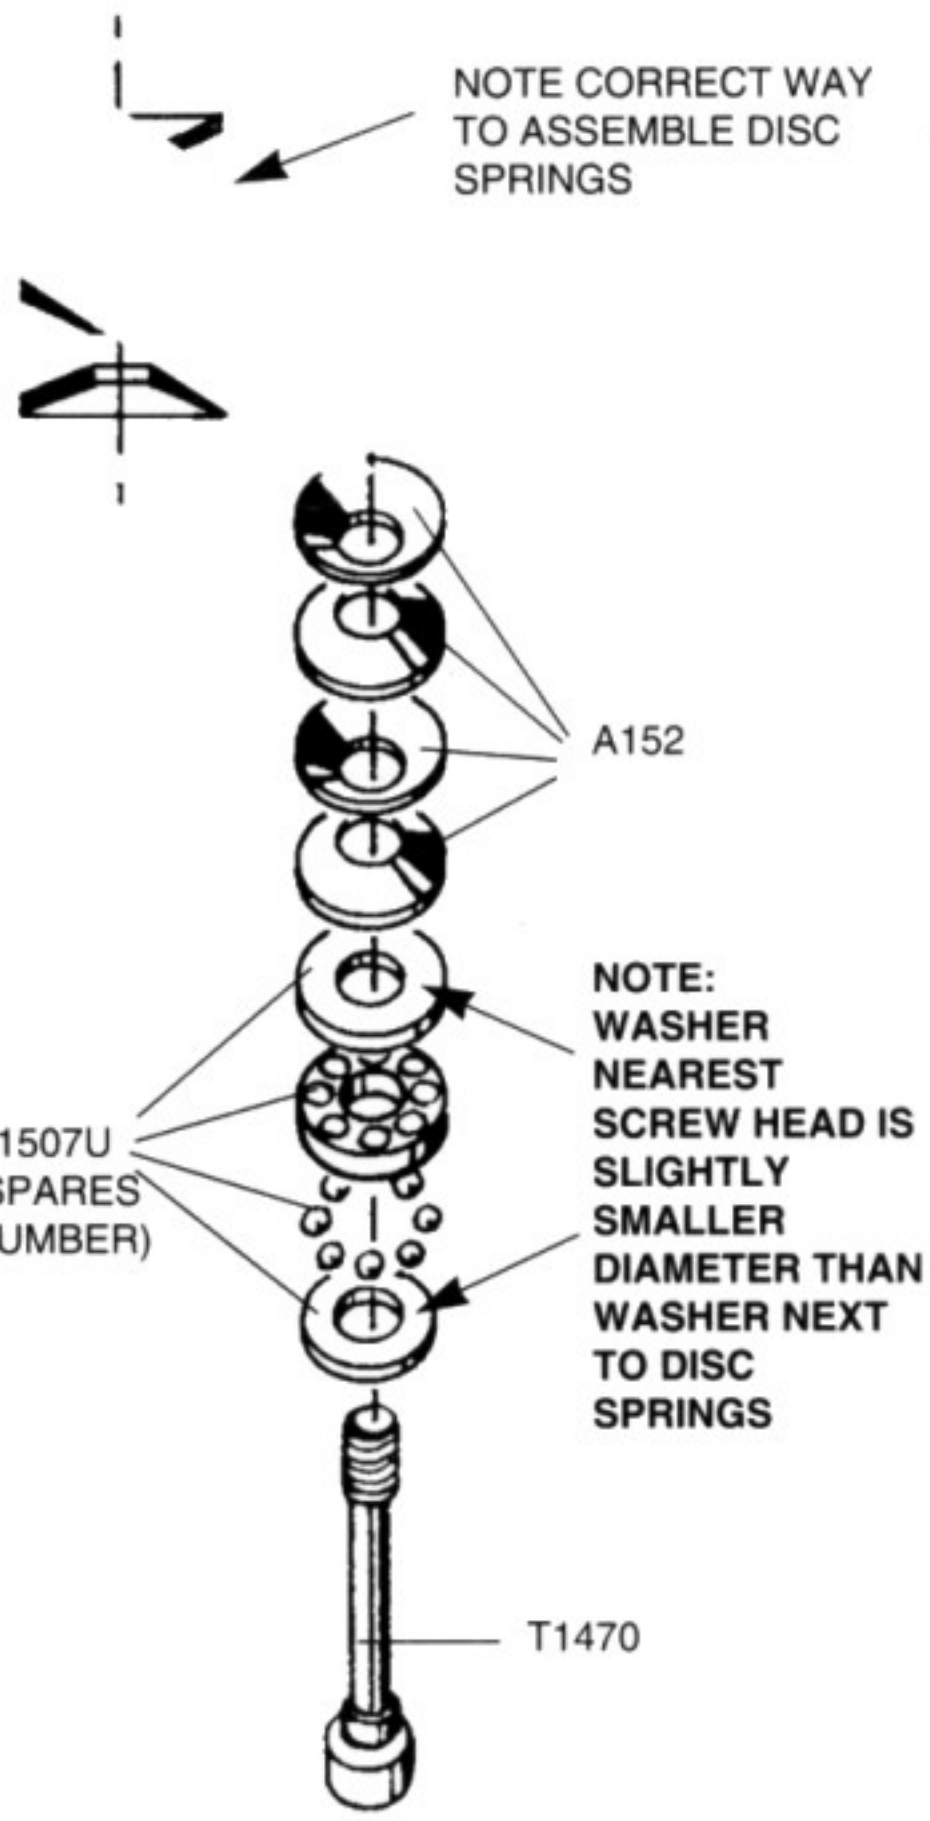 NOTE CORRECT WAY
TO ASSEMBLE DISC
SPRINGS
A152
NOTE:
WASHER
NEAREST
SCREW HEAD IS
SLIGHTLY
SMALLER
DIAMETER THAN
WASHER NEXT
TO DISC
SPRINGS
1507U
SPARES
UMBER)
T1470